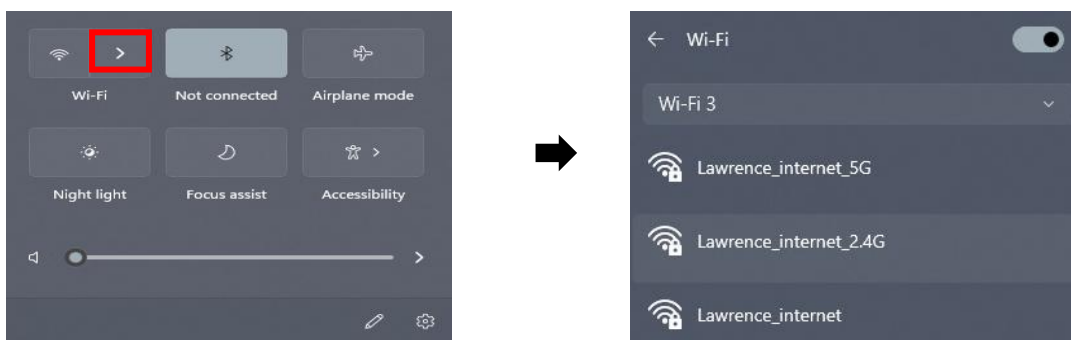 Wi-Fi
Not connected
Airplane mode
Night light
Focus assist
Accessibility
Wi-Fi
Wi-Fi 3
Lawrence_internet_5G
Lawrence_internet_2.4G
Lawrence_internet